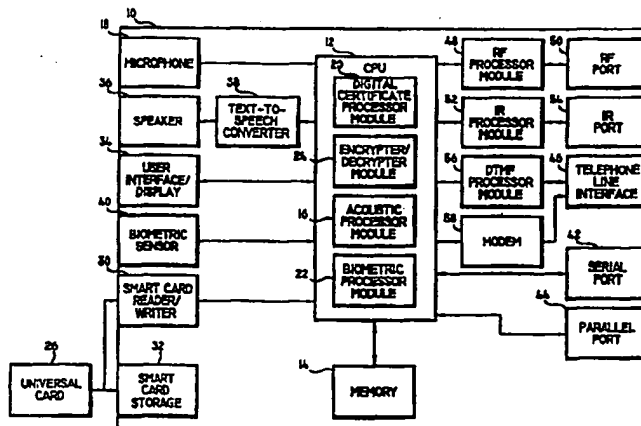 10
18
MICROPHONE
36
SPEAKER
38
TEXT-TO-
SPEECH
CONVERTER
34
USER
INTERFACE/
DISPLAY
40
BIOMETRIC
SENSOR
30
SMART CARD
READER/
WRITER
26
UNIVERSAL
CARD
32
SMART
CARD
STORAGE
12
CPU
DIGITAL
CERTIFICATE
PROCESSOR
MODULE
24
ENCRYPTER/
DECRYPTER
MODULE
16
ACOUSTIC
PROCESSOR
MODULE
22
BIOMETRIC
PROCESSOR
MODULE
14
MEMORY
48
RF
PROCESSOR
MODULE
50
RF
PORT
52
IR
PROCESSOR
MODULE
54
IR
PORT
56
DTMF
PROCESSOR
MODULE
46
TELEPHONE
LINE
INTERFACE
58
MODEM
42
SERIAL
PORT
44
PARALLEL
PORT